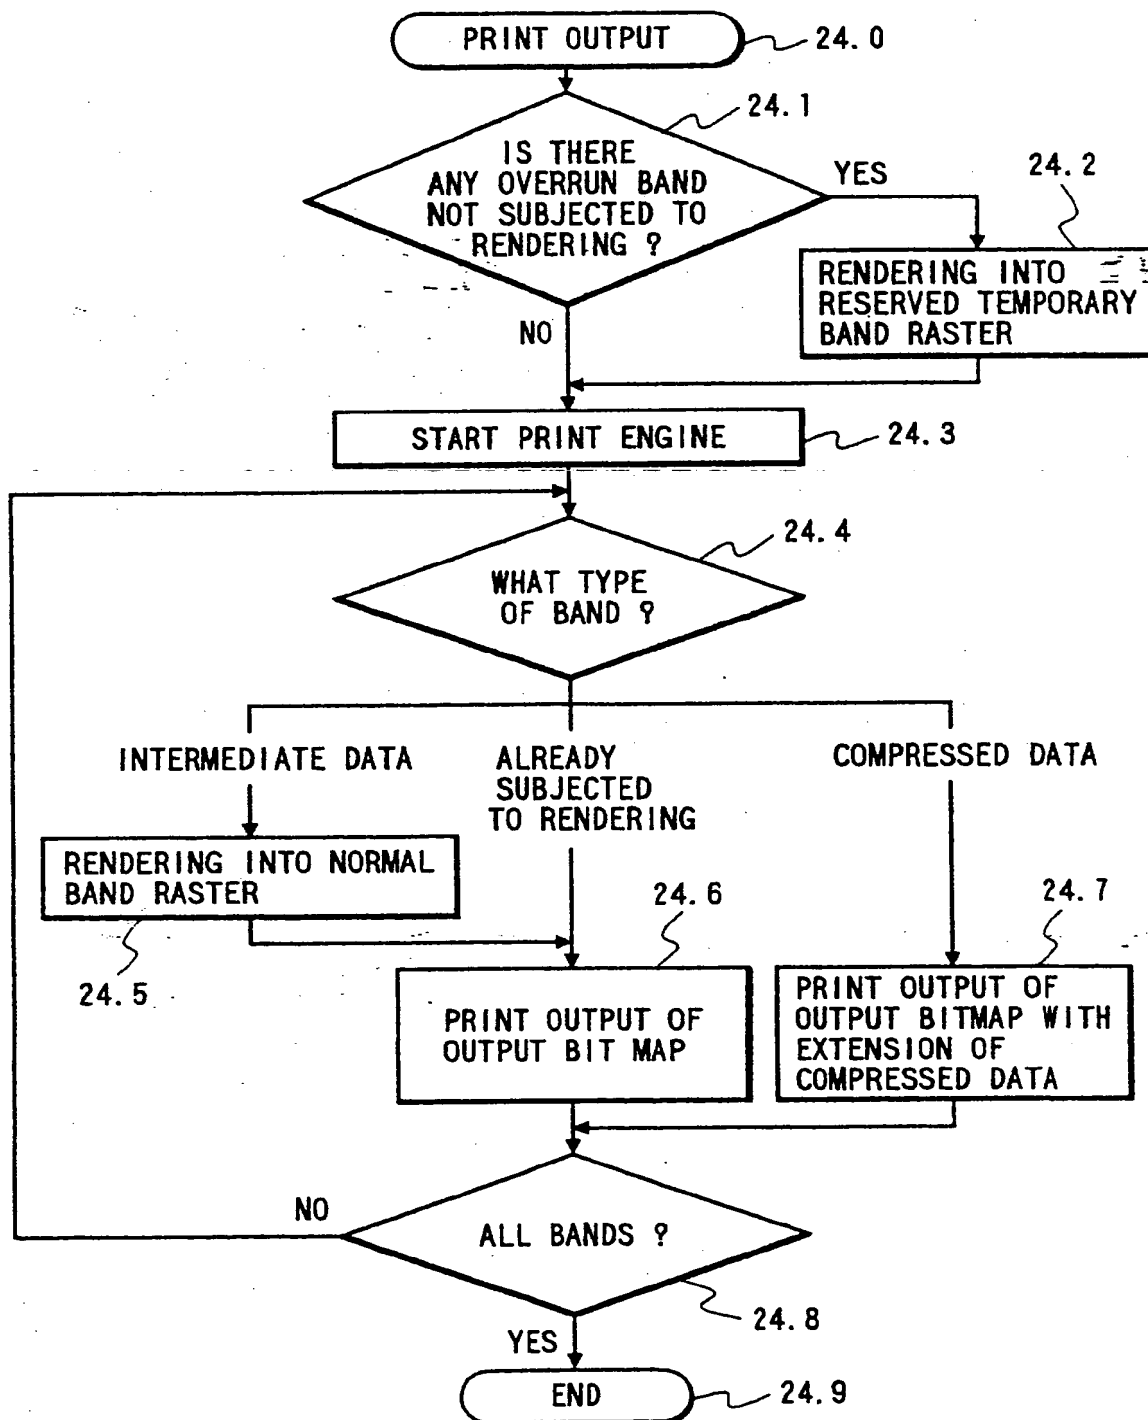 PRINT OUTPUT
24.0
24.1
IS THERE
ANY OVERRUN BAND
NOT SUBJECTED TO
RENDERING ?
YES
24.2
RENDERING INTO
RESERVED TEMPORARY
BAND RASTER
NO
START PRINT ENGINE
24.3
24.4
WHAT TYPE
OF BAND ?
INTERMEDIATE DATA
ALREADY
SUBJECTED
TO RENDERING
COMPRESSED DATA
RENDERING INTO NORMAL
BAND RASTER
24.5
24.6
PRINT OUTPUT OF
OUTPUT BIT MAP
24.7
PRINT OUTPUT OF
OUTPUT BITMAP WITH
EXTENSION OF
COMPRESSED DATA
NO
ALL BANDS ?
24.8
YES
END
24.9